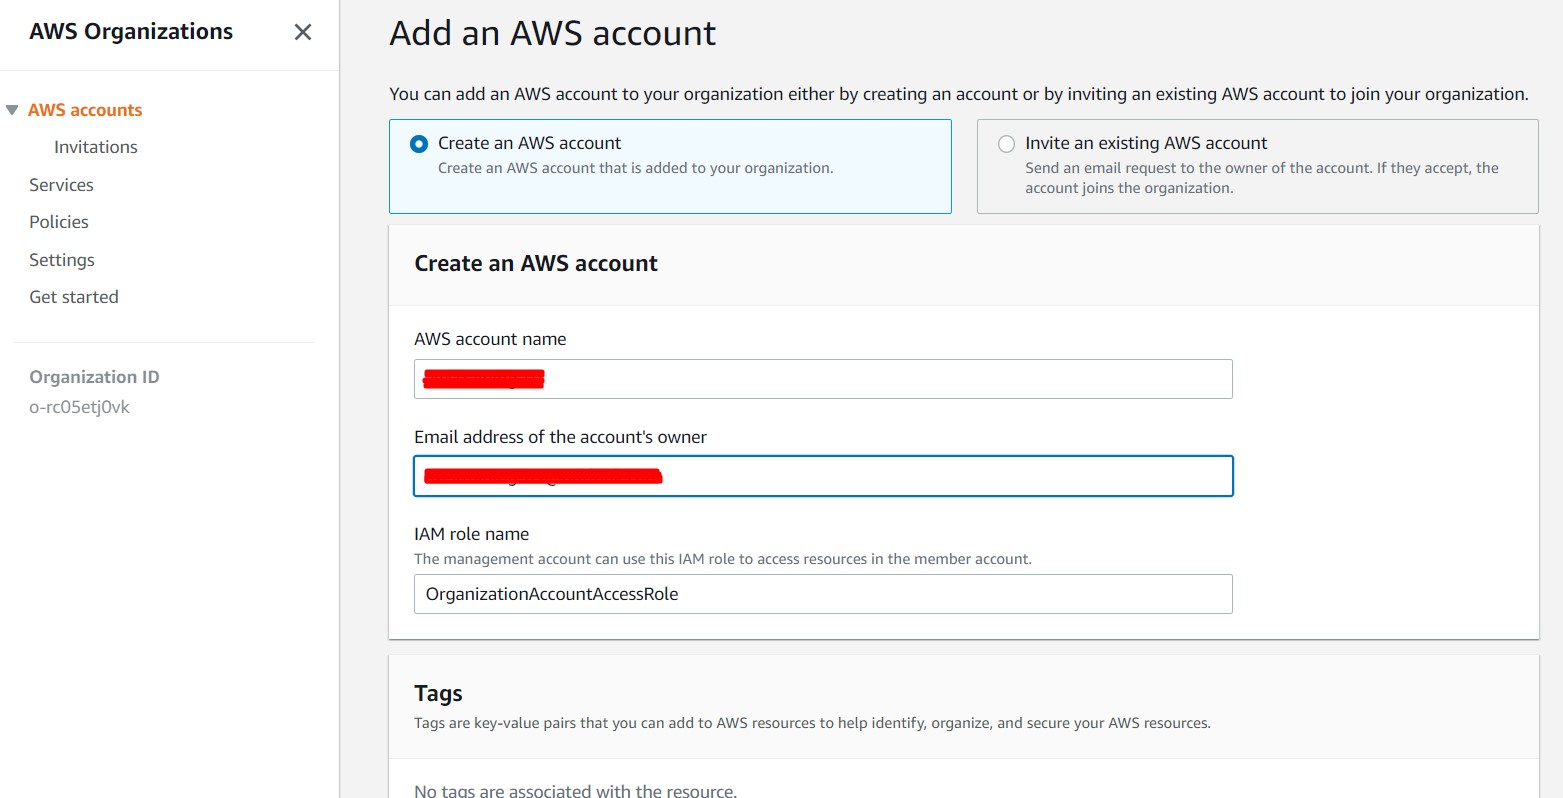 AWS Organizations
AWS accounts
Invitations
Services
Policies
Settings
Get started
Organization ID
o-rc05etj0vk
Add an AWS account
You can add an AWS account to your organization either by creating an account or by inviting an existing AWS account to join your organization.
Create an AWS account
Create an AWS account that is added to your organization.
Invite an existing AWS account
Send an email request to the owner of the account. If they accept, the
account joins the organization.
Create an AWS account
AWS account name
Email address of the account's owner
IAM role name
The management account can use this IAM role to access resources in the member account.
OrganizationAccountAccessRole
Tags
Tags are key-value pairs that you can add to AWS resources to help identify, organize, and secure your AWS resources.
No tags are associated with the resource.